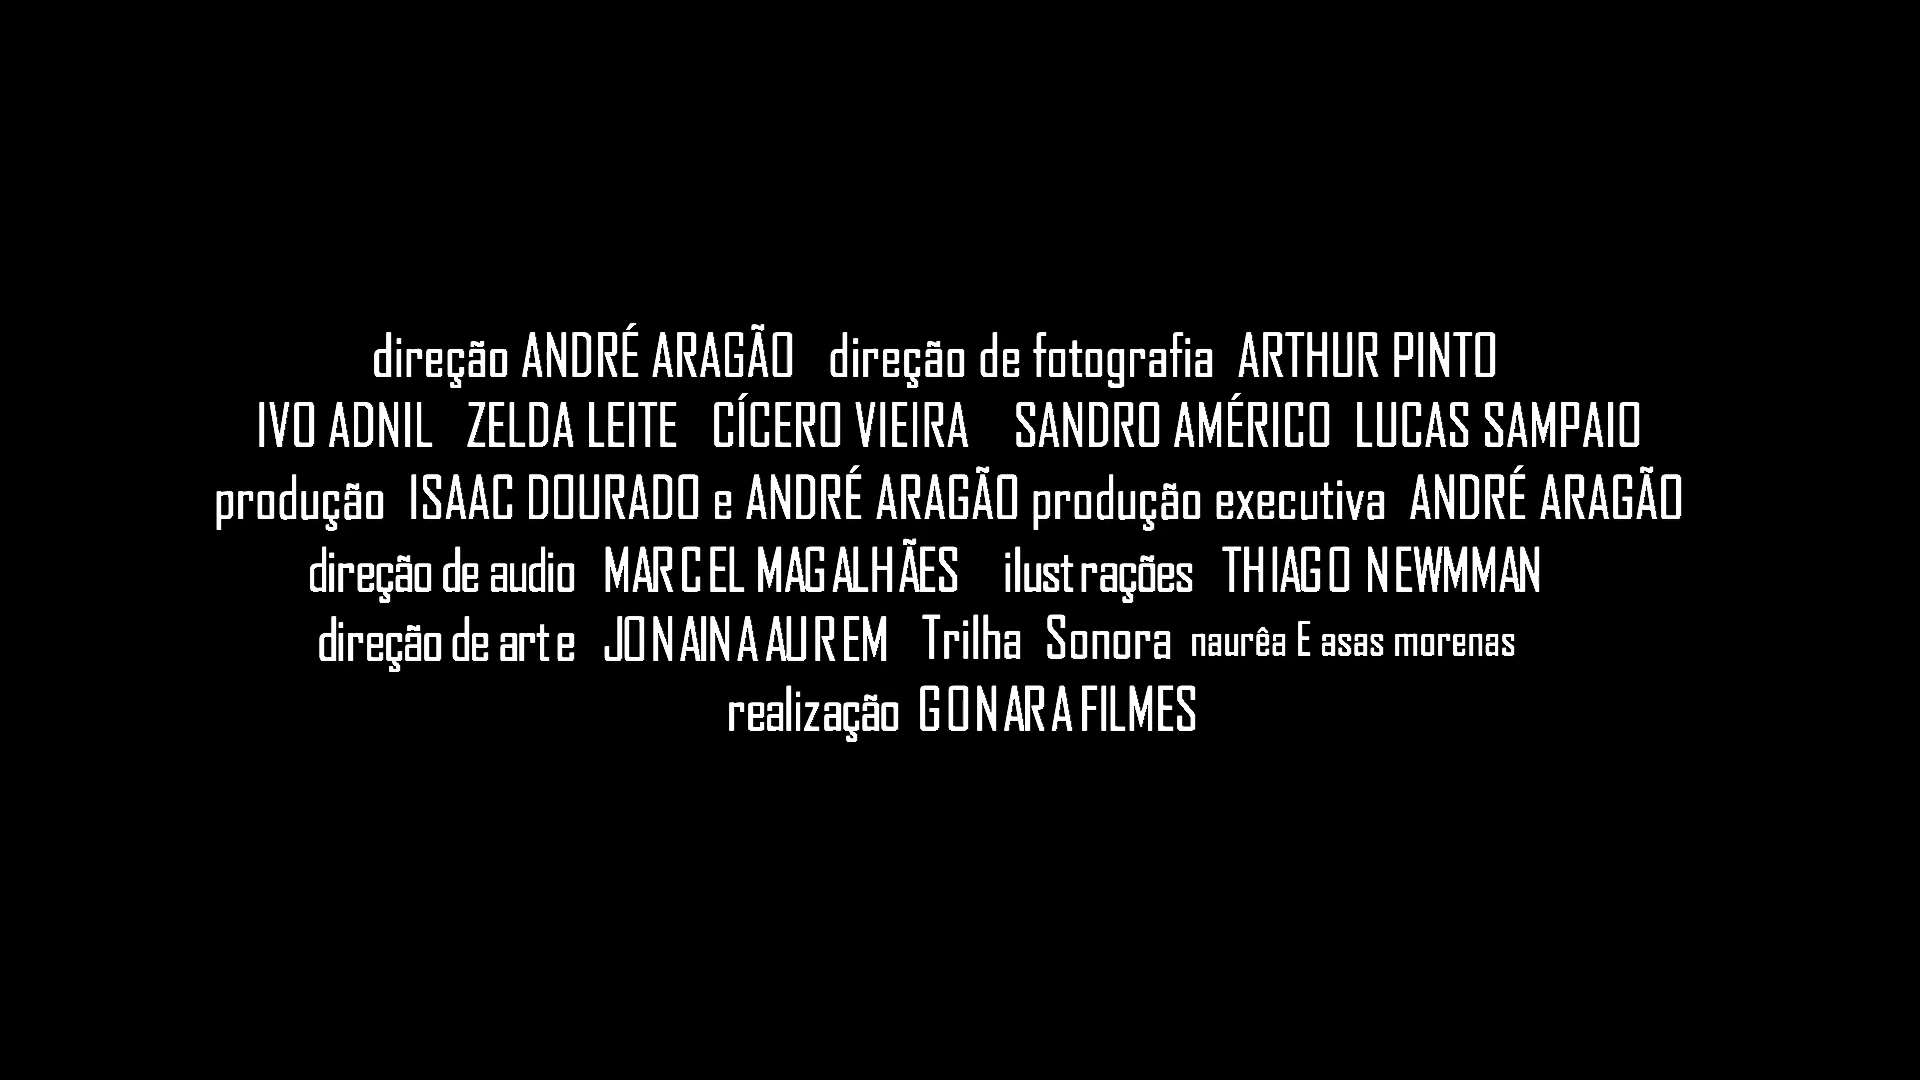 direção ANDRÉ ARAGÃO direção de fotografia ARTHUR PINTO
IVO ADNIL ZELDA LEITE CÍCERO VIEIRA SANDRO AMÉRICO LUCAS SAMPAIO
produção ISAAC DOURADO e ANDRÉ ARAGÃO produção executiva ANDRÉ ARAGÃO
direção de audio MARCEL MAGALHÃES ilustrações THIAGO NEWMMAN
direção de arte JONAINA AUREM Trilha Sonora naurêa E asas morenas
realização GONARA FILMES